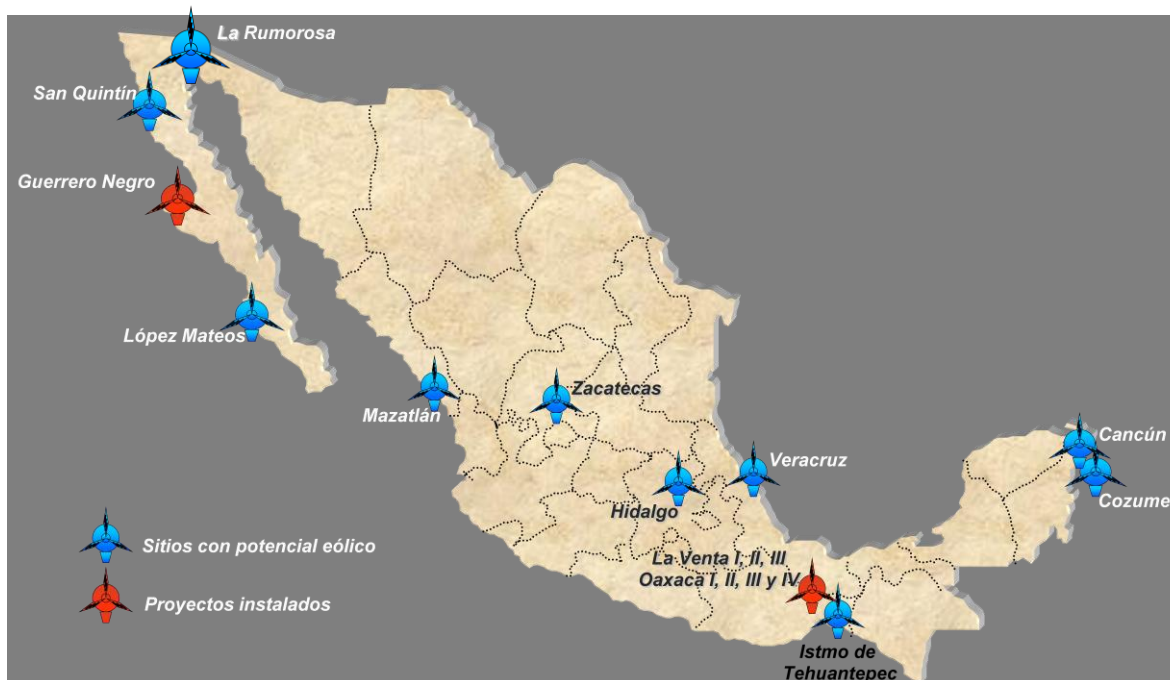 La Rumorosa
San Quintín
Guerrero Negro
López Mateos
Mazatlán
Zacatecas
Hidalgo
Veracruz
Cancún
Cozume
La Venta I, II, III
Oaxaca I, II, III y IV
Istmo de
Tehuantepec
Sitios con potencial eólico
Proyectos instalados